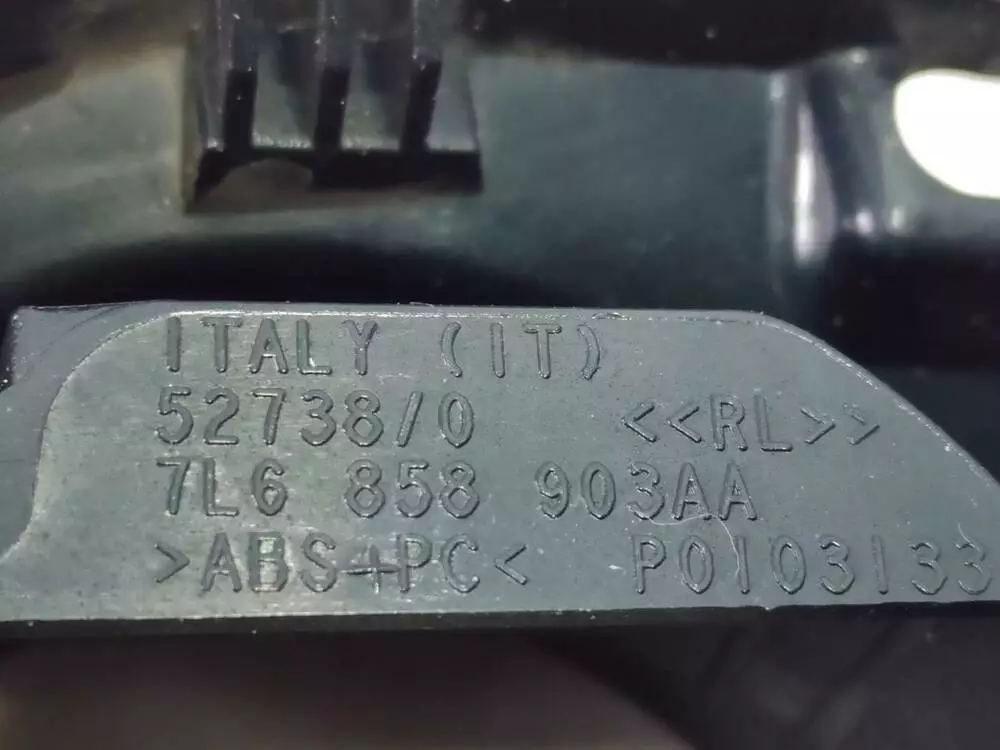 ITALY (IT)
52738/0 <<RL>>
7L6 858 903AA
>ABS+PC< P0103133